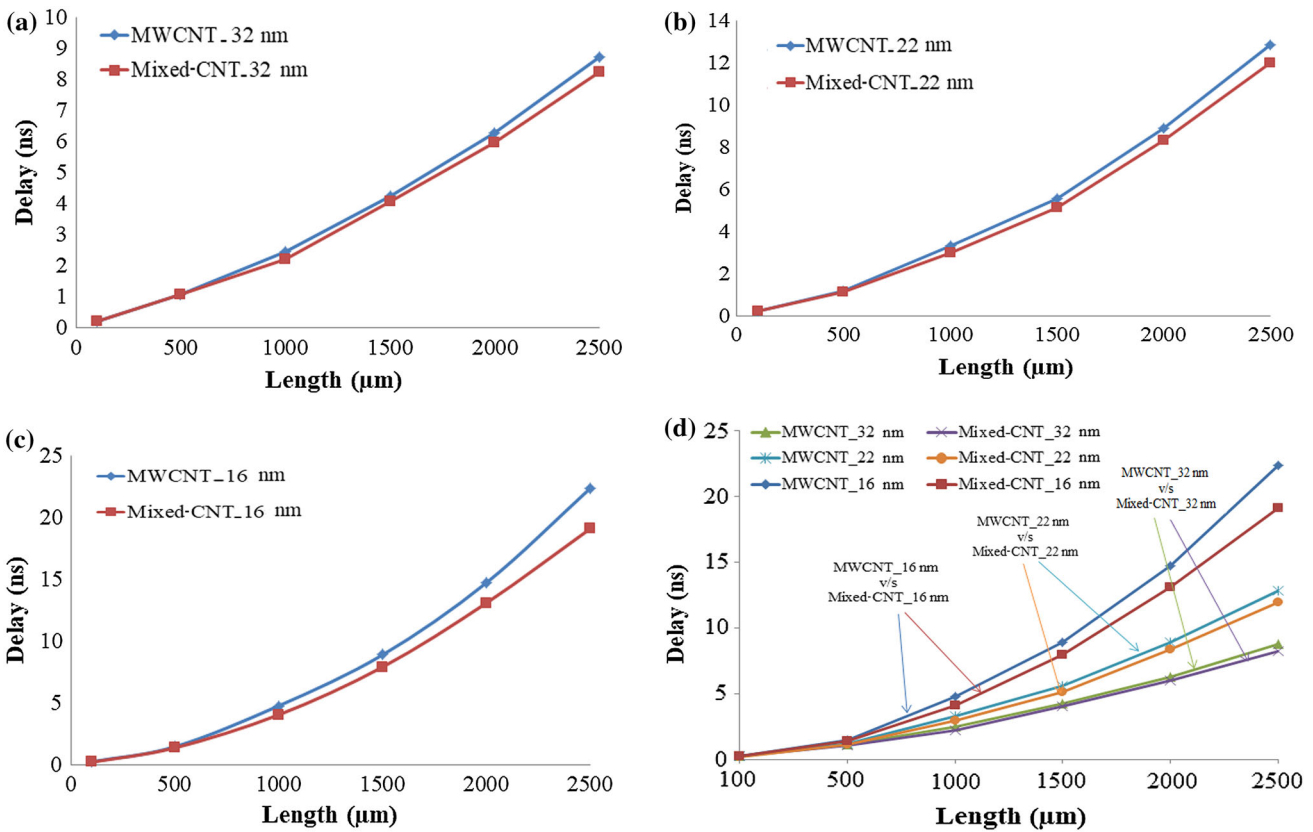 (a)
10
9
8
7
6
5
4
3
2
1
0
Delay (ns)
MWCNT_32 nm
Mixed-CNT_32 nm
0 500 1000 1500 2000 2500
Length (µm)
(b)
14
12
10
8
6
4
2
0
Delay (ns)
MWCNT_22 nm
Mixed-CNT_22 nm
0 500 1000 1500 2000 2500
Length (µm)
(c)
25
20
15
10
5
0
Delay (ns)
MWCNT_16 nm
Mixed-CNT_16 nm
0 500 1000 1500 2000 2500
Length (µm)
(d)
25
20
15
10
5
0
Delay (ns)
MWCNT_32 nm Mixed-CNT_32 nm
MWCNT_22 nm Mixed-CNT_22 nm
MWCNT_16 nm Mixed-CNT_16 nm
MWCNT_32 nm
v/s
Mixed-CNT_32 nm
MWCNT_22 nm
v/s
Mixed-CNT_22 nm
MWCNT_16 nm
v/s
Mixed-CNT_16 nm
100 500 1000 1500 2000 2500
Length (µm)